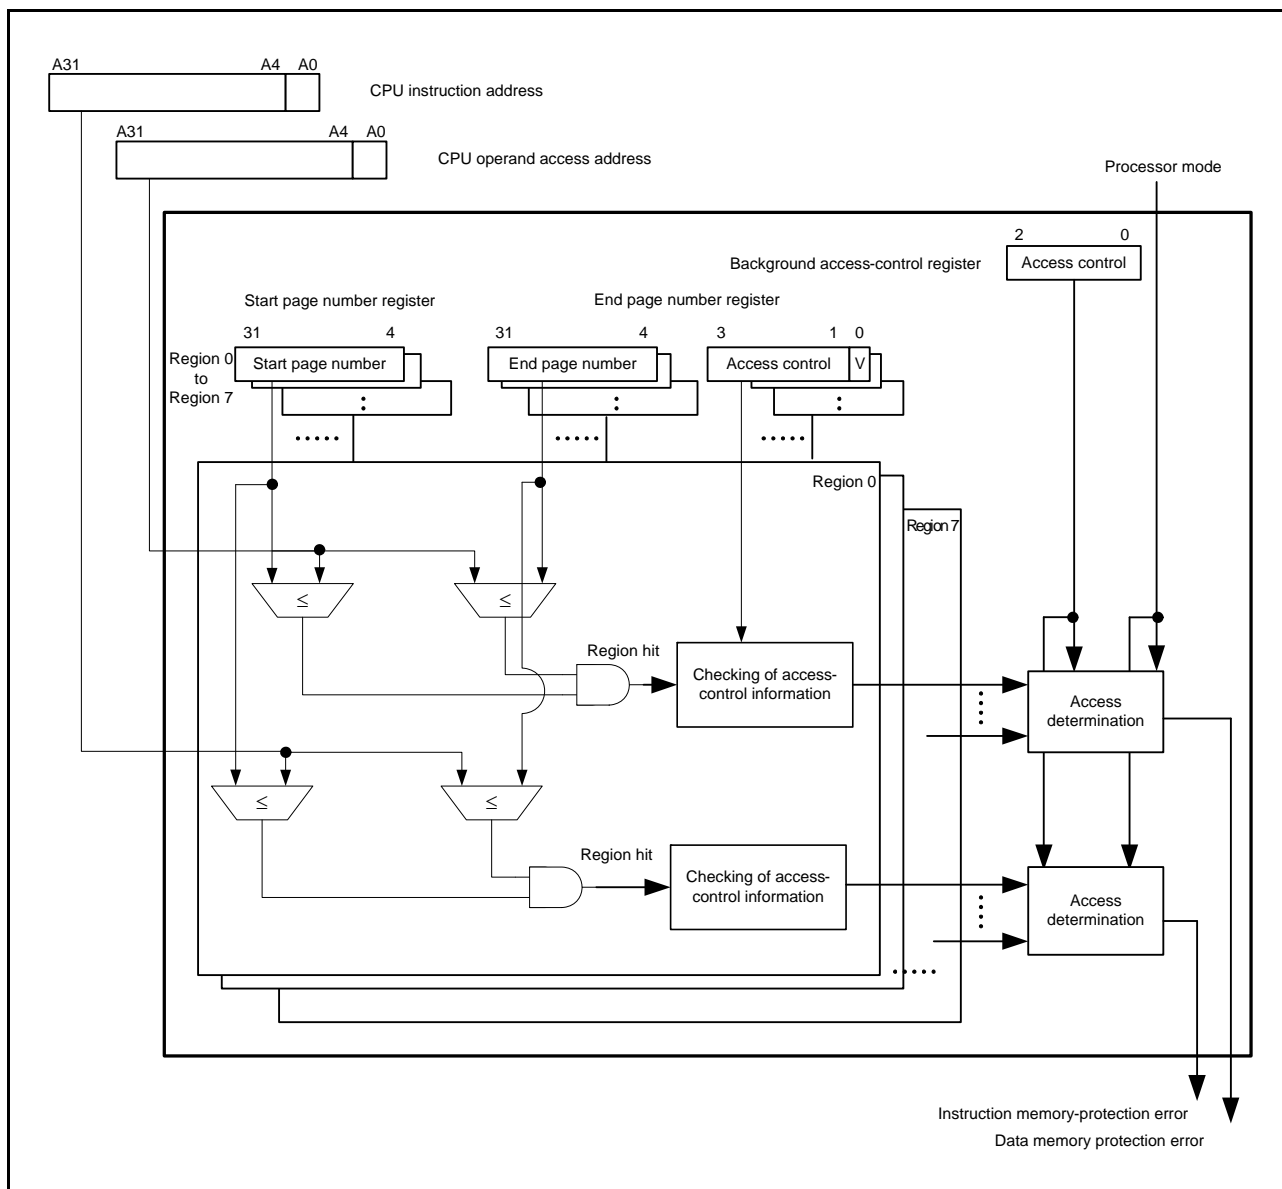 A31 A4 A0
CPU instruction address
A31 A4 A0
CPU operand access address
Processor mode
2 0
Background access-control register
Access control
Start page number register
End page number register
31 4
31 4
3 1 0
Region 0
to
Region 7
Start page number
End page number
Access control V
:
:
:
.....
.....
.....
Region 0
Region 7
≤
≤
Region hit
Checking of access-
control information
Access
determination
≤
≤
Region hit
Checking of access-
control information
Access
determination
.....
Instruction memory-protection error
Data memory protection error